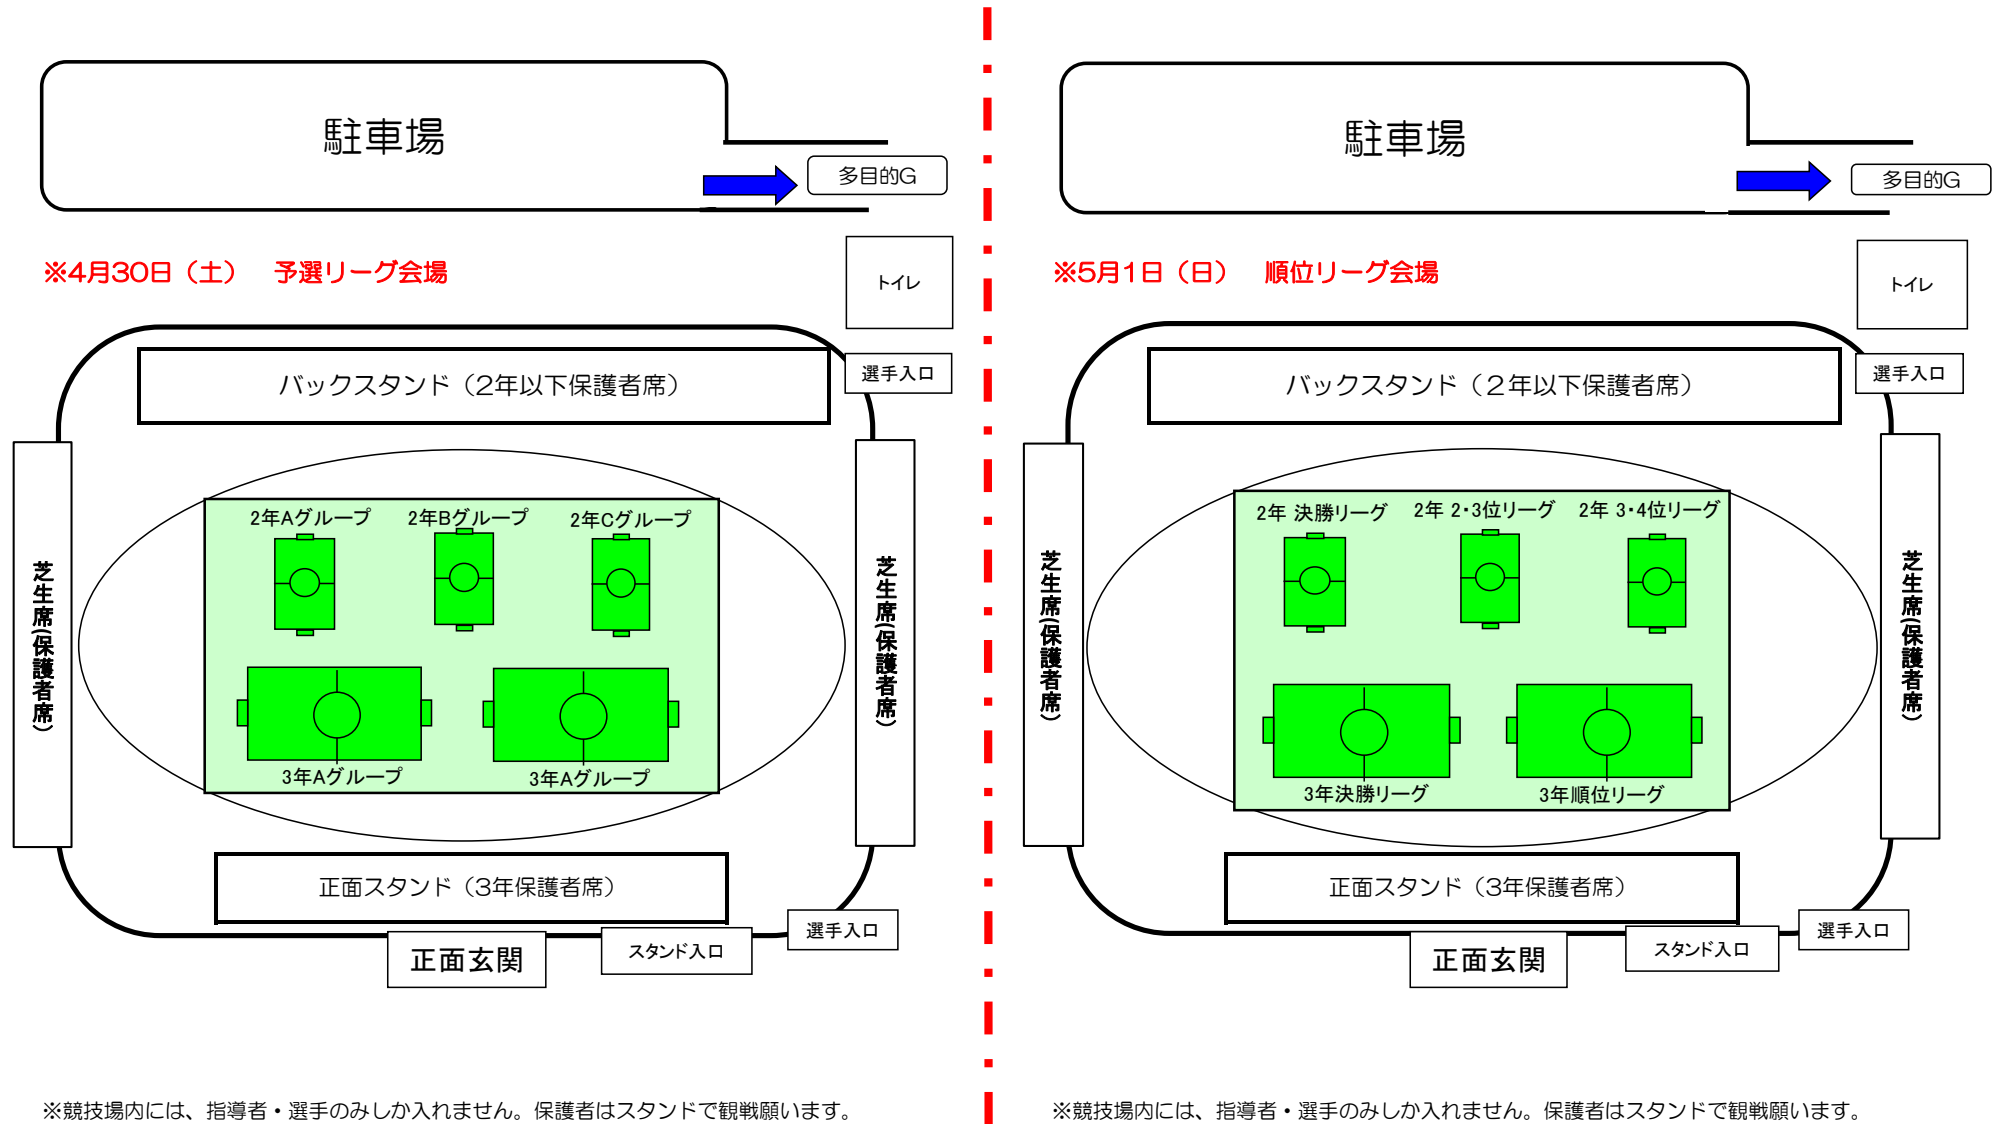 駐車場
多目的G
※4月30日（土）　予選リーグ会場
トイレ
バックスタンド（2年以下保護者席）
選手入口
芝生席(保護者席)
2年Aグループ
2年Bグループ
2年Cグループ
3年Aグループ
3年Aグループ
芝生席(保護者席)
正面スタンド（3年保護者席）
正面玄関
スタンド入口
選手入口
※競技場内には、指導者・選手のみしか入れません。保護者はスタンドで観戦願います。
駐車場
多目的G
※5月1日（日）　順位リーグ会場
トイレ
バックスタンド（２年以下保護者席）
選手入口
芝生席(保護者席)
2年 決勝リーグ
2年 2・3位リーグ
2年 3・4位リーグ
3年決勝リーグ
3年順位リーグ
芝生席(保護者席)
正面スタンド（3年保護者席）
正面玄関
スタンド入口
選手入口
※競技場内には、指導者・選手のみしか入れません。保護者はスタンドで観戦願います。